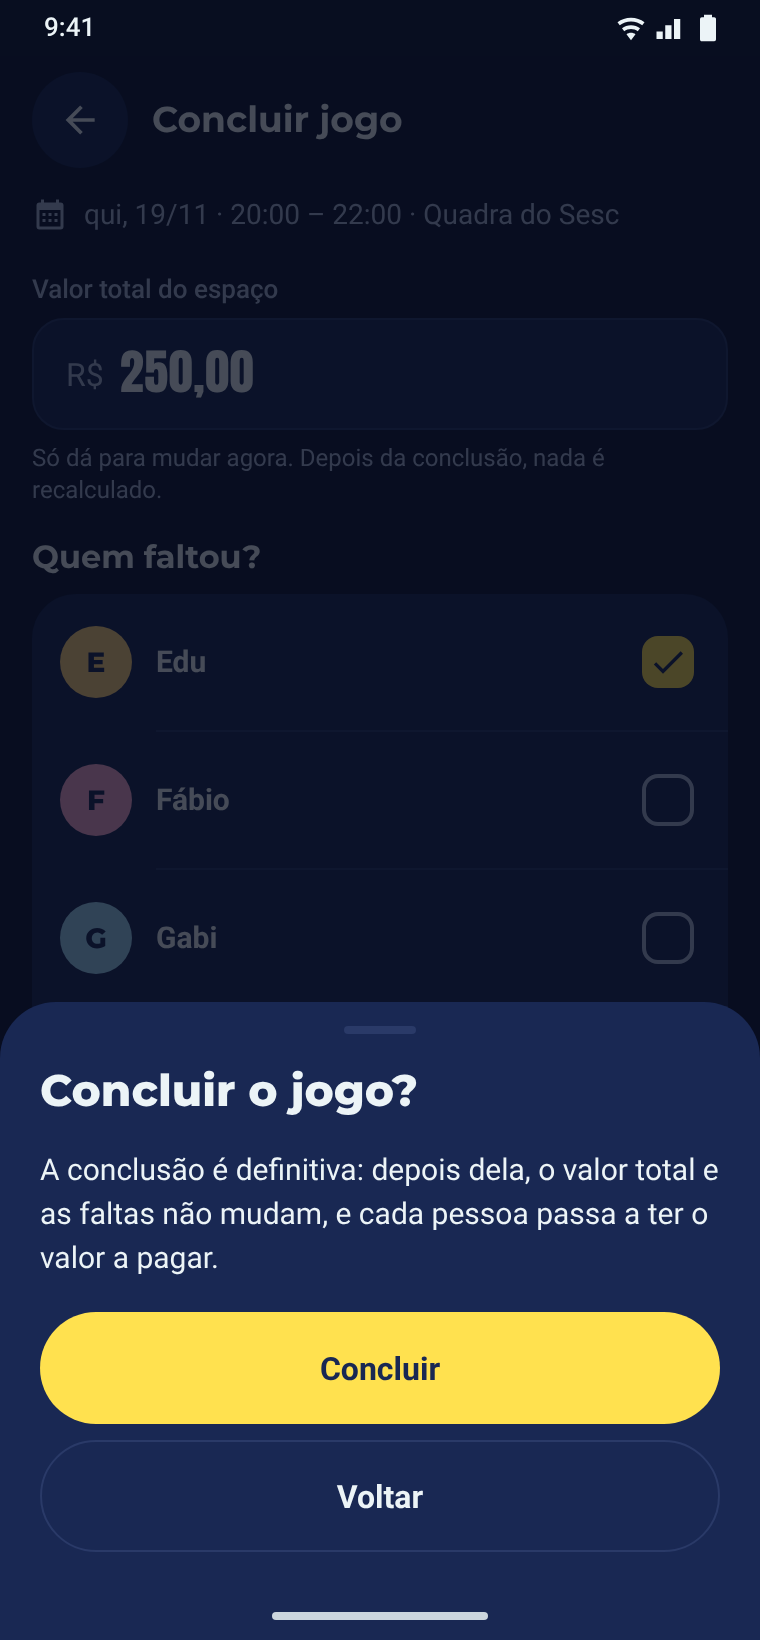 9:41
Concluir jogo
qui, 19/11 · 20:00 – 22:00 · Quadra do Sesc
Valor total do espaço
R$ 250,00
Só dá para mudar agora. Depois da conclusão, nada é
recalculado.
Quem faltou?
E Edu
F Fábio
G Gabi
Concluir o jogo?
A conclusão é definitiva: depois dela, o valor total e
as faltas não mudam, e cada pessoa passa a ter o
valor a pagar.
Concluir
Voltar